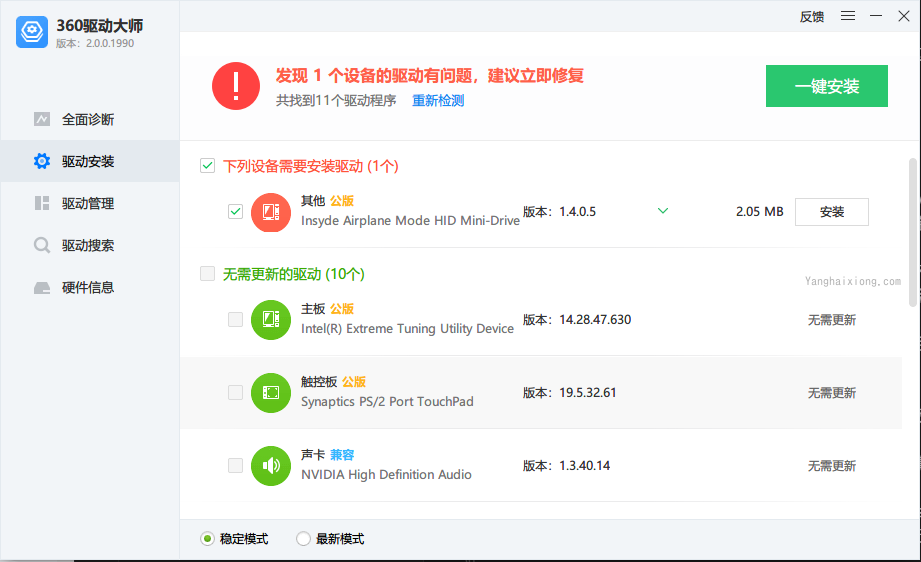 360驱动大师
版本：2.0.0.1990
反馈
全面诊断
驱动安装
驱动管理
驱动搜索
硬件信息
发现 1 个设备的驱动有问题，建议立即修复
共找到11个驱动程序 重新检测
一键安装
下列设备需要安装驱动 (1个)
其他 公版
Insyde Airplane Mode HID Mini-Drive
版本：1.4.0.5
2.05 MB
安装
无需更新的驱动 (10个)
Yanghaixiong.com
主板 公版
Intel(R) Extreme Tuning Utility Device
版本：14.28.47.630
无需更新
触控板 公版
Synaptics PS/2 Port TouchPad
版本：19.5.32.61
无需更新
声卡 兼容
NVIDIA High Definition Audio
版本：1.3.40.14
无需更新
稳定模式
最新模式